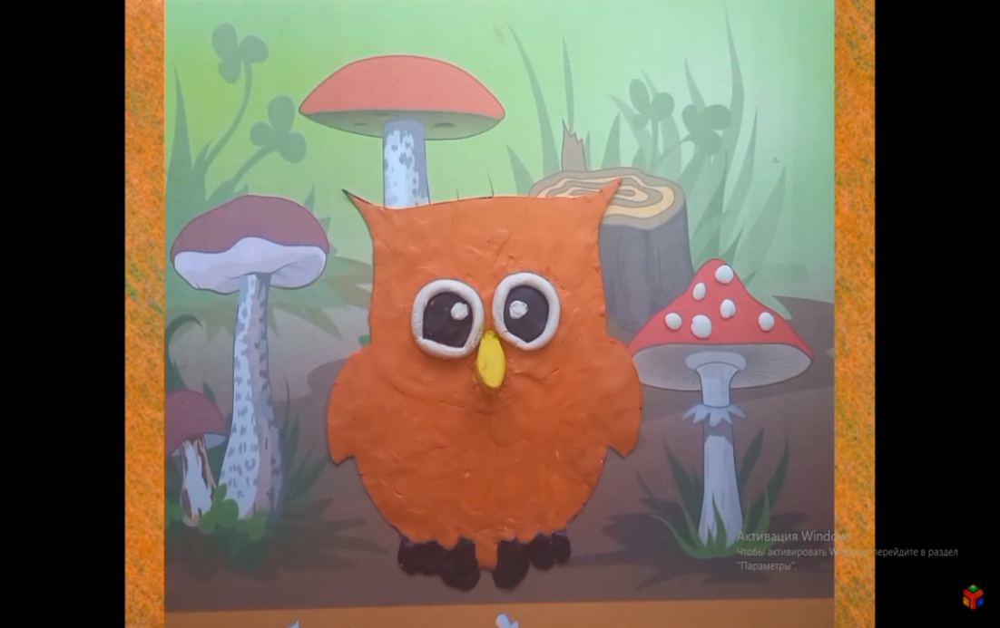 Активация Windows
Чтобы активировать Windows, перейдите в раздел
"Параметры".